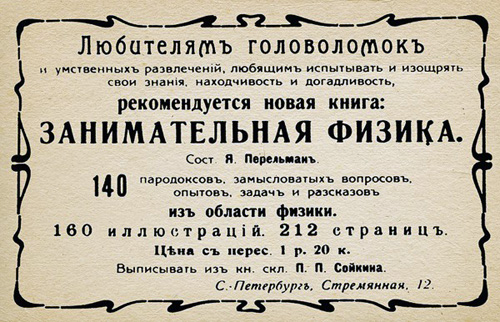 Любителямъ головоломокъ
и умственныхъ развлеченій, любящимъ испытывать и изощрять
свои знанія, находчивость и догадливость,
рекомендуется новая книга:
ЗАНИМАТЕЛЬНАЯ ФИЗИКА.
Сост. Я. Перельманъ.
140 пародоксовъ, замысловатыхъ вопросовъ,
опытовъ, задачъ и разсказовъ
изъ области физики.
160 иллюстрацій. 212 страницъ.
Цѣна съ перес. 1 р. 20 к.
Выписывать изъ кн. скл. П. П. Сойкина.
С.-Петербургъ, Стремянная, 12.